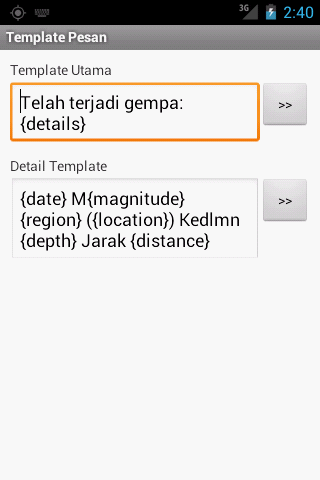 3G 2:40
Template Pesan
Template Utama
Telah terjadi gempa: >>
{details}
Detail Template
{date} M{magnitude} >>
{region} ({location}) Kedlmn
{depth} Jarak {distance}